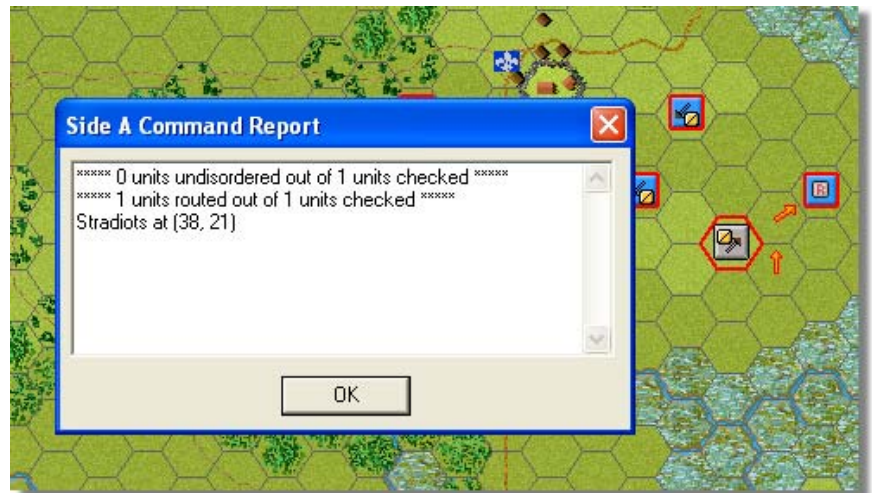 Side A Command Report
***** 0 units undisordered out of 1 units checked *****
***** 1 units routed out of 1 units checked *****
Stradiots at (38, 21)
R
OK